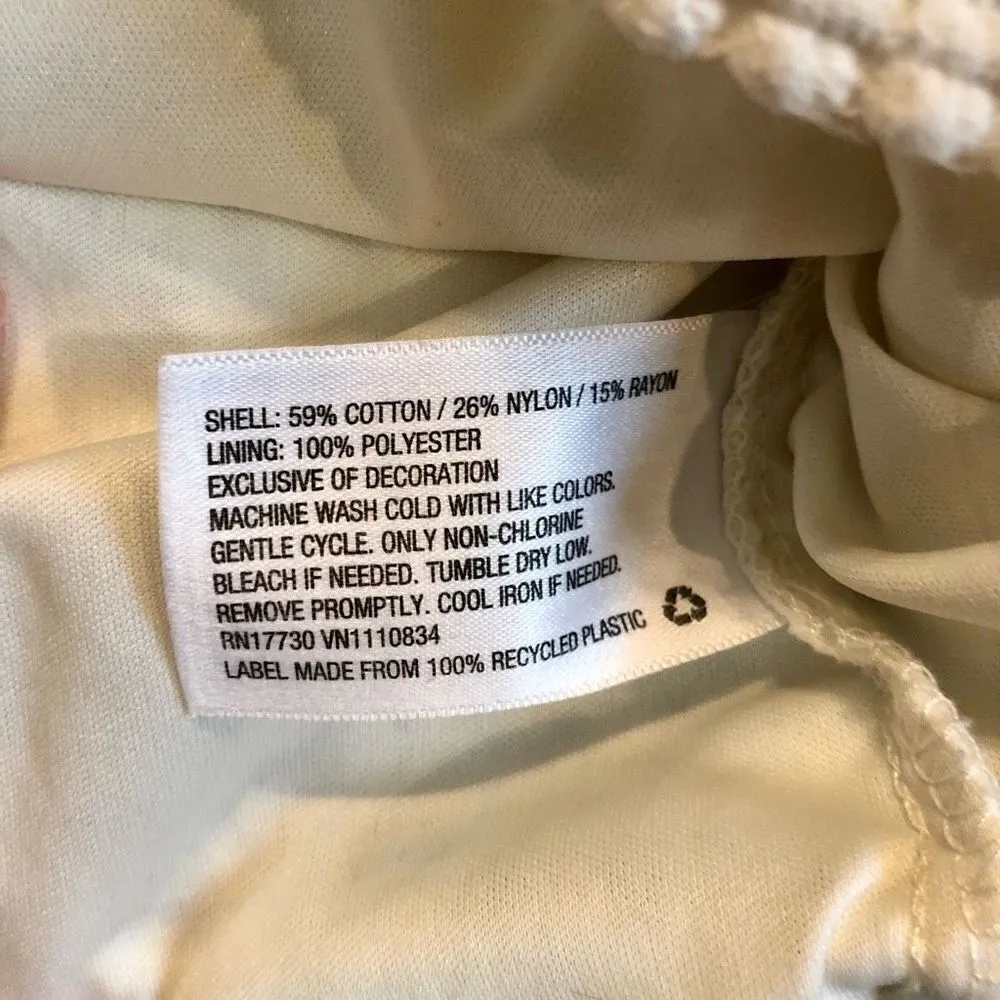 SHELL: 59% COTTON / 26% NYLON / 15% RAYON
LINING: 100% POLYESTER
EXCLUSIVE OF DECORATION
MACHINE WASH COLD WITH LIKE COLORS.
GENTLE CYCLE. ONLY NON-CHLORINE
BLEACH IF NEEDED. TUMBLE DRY LOW.
REMOVE PROMPTLY. COOL IRON IF NEEDED.
RN17730 VN1110834
LABEL MADE FROM 100% RECYCLED PLASTIC